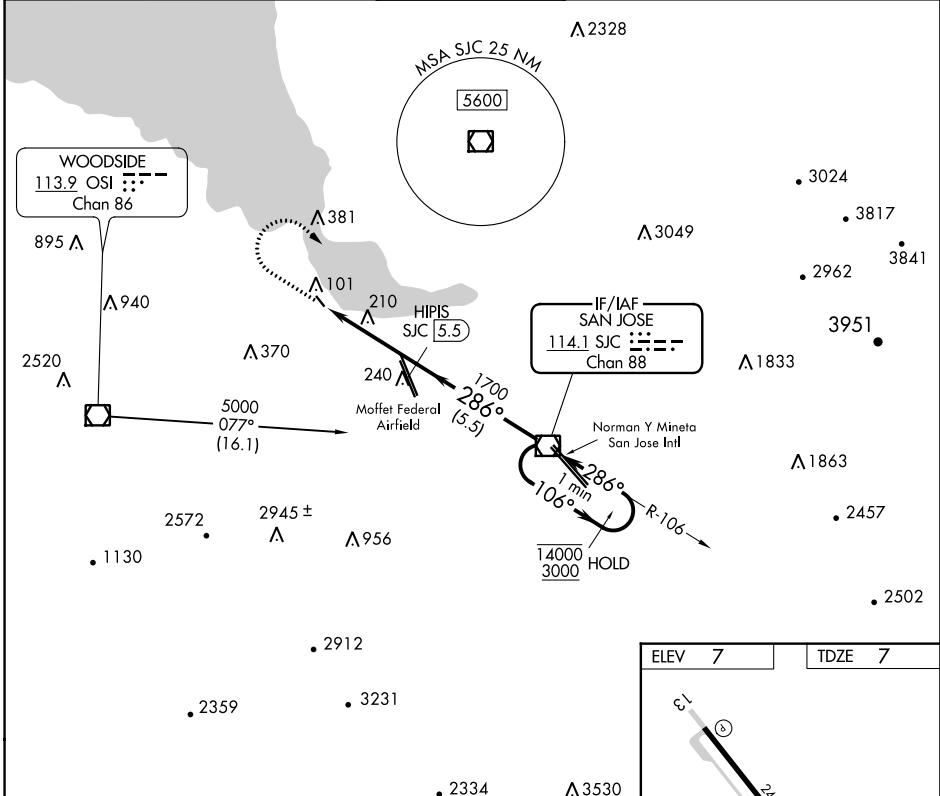 2328
MSA SJC 25 NM
5600
WOODSIDE
113.9 OSI
Chan 86
3024
3817
3841
381
3049
895
2962
101
940
210
HIPIS
SJC 5.5
IF/IAF
SAN JOSE
114.1 SJC
Chan 88
3951
370
1833
2520
240
1700
286°
(5.5)
Moffet Federal
Airfield
5000
077°
(16.1)
Norman Y Mineta
San Jose Intl
286°
1 min
106°
R-106
1863
2457
2572
2945 ±
956
1130
14000
3000
HOLD
2502
2912
ELEV 7
TDZE 7
2359
3231
13
P
24
2334
3530